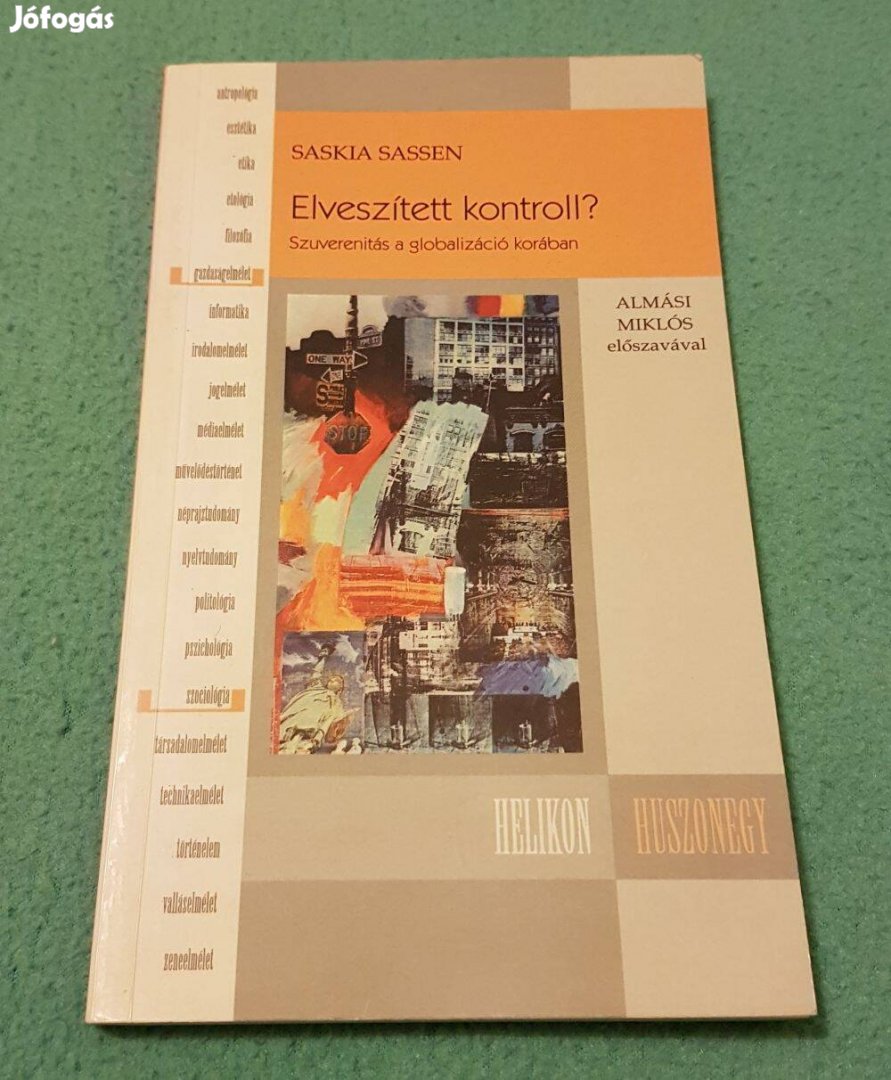 Jófogás
antropológia
esztétika
etika
etológia
filozófia
gazdaságelmélet
informatika
irodalomelmélet
jogelmélet
médiaelmélet
művelődéstörténet
néprajztudomány
nyelvtudomány
politológia
pszichológia
szociológia
társadalomelmélet
technikaelmélet
történelem
valláselmélet
zeneelmélet
SASKIA SASSEN
Elveszített kontroll?
Szuverenitás a globalizáció korában
ALMÁSI
MIKLÓS
előszavával
ONE WAY
STOP
HELIKON
HUSZONEGY